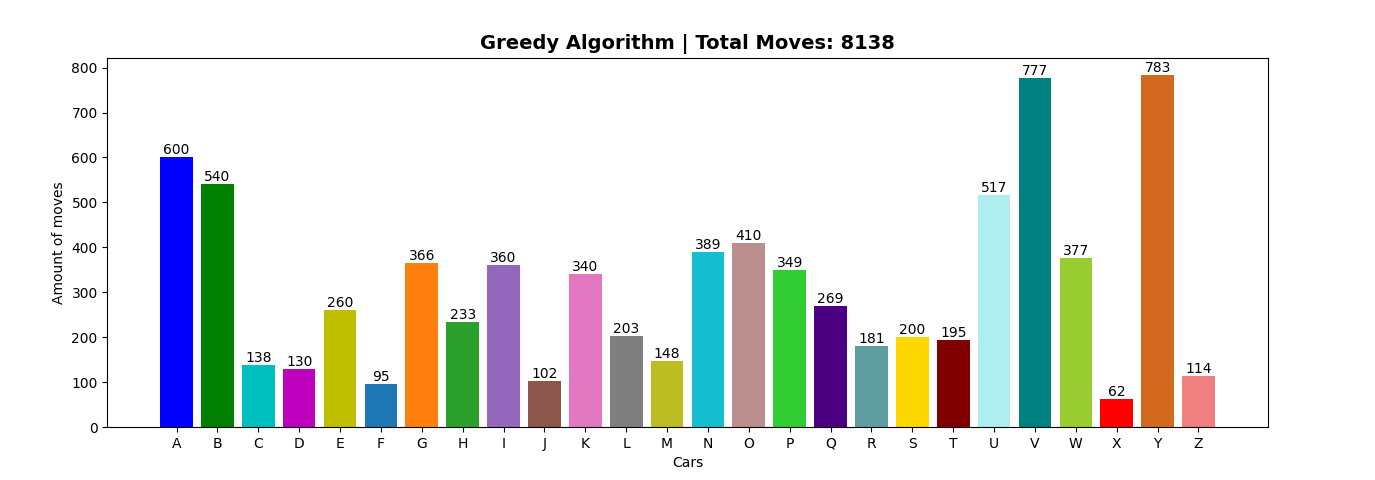 Greedy Algorithm | Total Moves: 8138
Amount of moves
800
700
600
500
400
300
200
100
0
600 540 138 130 260 95 366 233 360 102 340 203 148 389 410 349 269 181 200 195 517 777 377 62 783 114
A B C D E F G H I J K L M N O P Q R S T U V W X Y Z
Cars